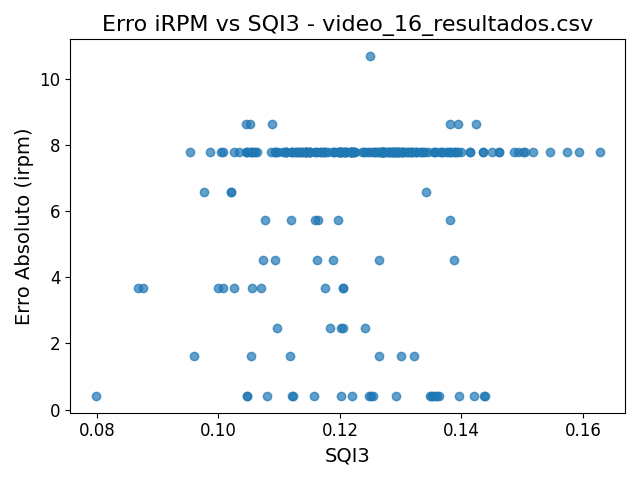 Erro iRPM vs SQI3 - video_16_resultados.csv
Erro Absoluto (irpm)
10
8
6
4
2
0
0.08 0.10 0.12 0.14 0.16
SQI3